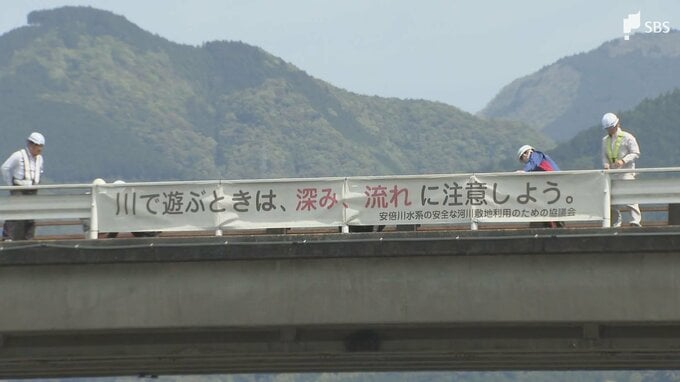 SBS
川で遊ぶときは、深み、流れに注意しよう。
安倍川水系の安全な河川敷地利用のための協議会